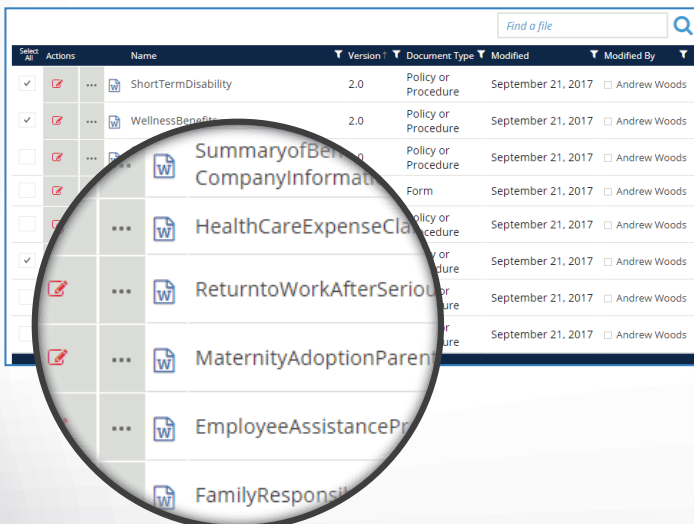 Find a file
Select All Actions Name Version↑ Document Type Modified Modified By
ShortTermDisability 2.0 Policy or Procedure September 21, 2017 Andrew Woods
WellnessBenefits 2.0 Policy or Procedure September 21, 2017 Andrew Woods
Policy or Procedure September 21, 2017 Andrew Woods
Form September 21, 2017 Andrew Woods
September 21, 2017 Andrew Woods
September 21, 2017 Andrew Woods
September 21, 2017 Andrew Woods
September 21, 2017 Andrew Woods
SummaryofBen
CompanyInformati
HealthCareExpenseCla
ReturntoWorkAfterSeriou
MaternityAdoptionParent
EmployeeAssistancePr
FamilyResponsi